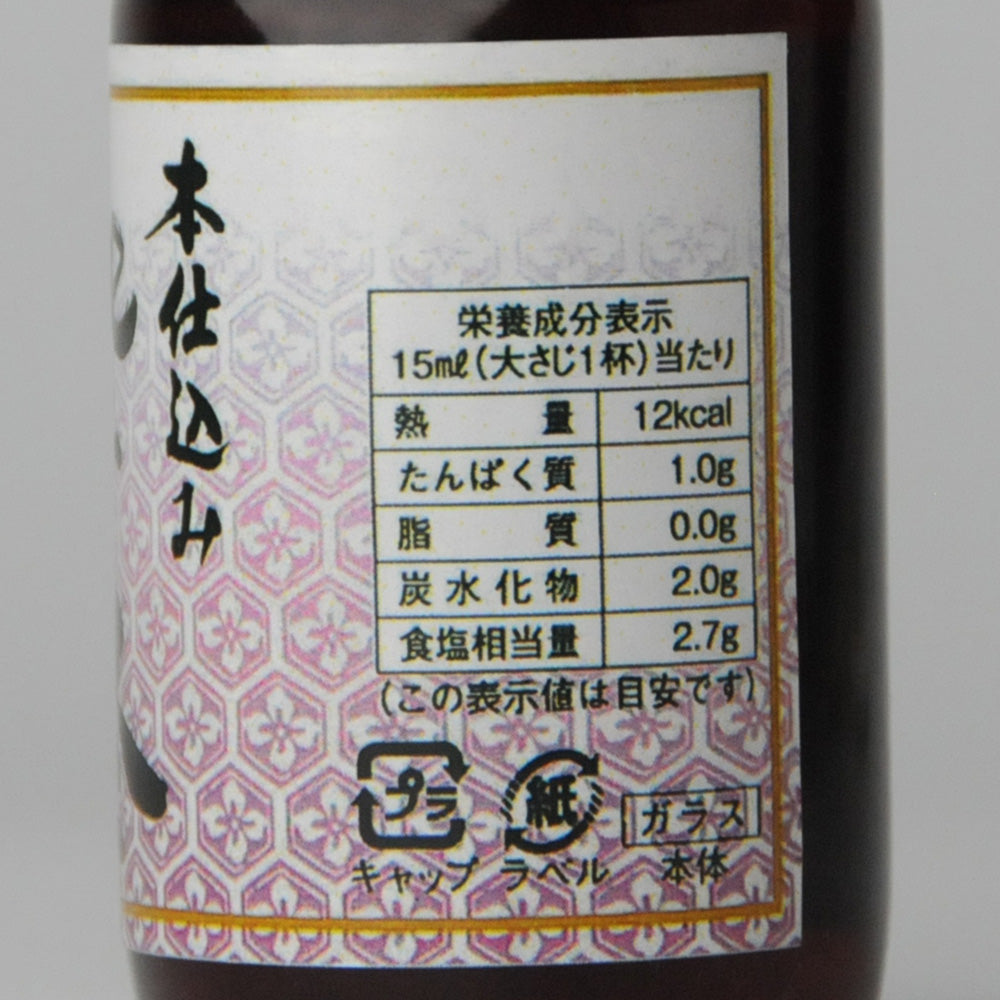 本仕込み
栄養成分表示
15㎖(大さじ1杯)当たり
熱量 12kcal
たんぱく質 1.0g
脂質 0.0g
炭水化物 2.0g
食塩相当量 2.7g
(この表示値は目安です)
プラ 紙 ガラス
キャップ ラベル 本体